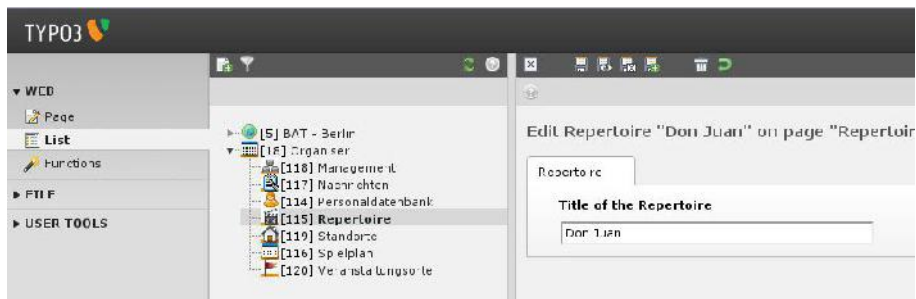 TYPO3
WEB
Page
List
Functions
FILE
USER TOOLS
[5] BAT - Berlin
[18] Organiser
[118] Management
[117] Nachrichten
[114] Personaldatenbank
[115] Repertoire
[119] Standorte
[116] Spielplan
[120] Veranstaltungsorte
Edit Repertoire "Don Juan" on page "Repertoir
Repertoire
Title of the Repertoire
Don Juan